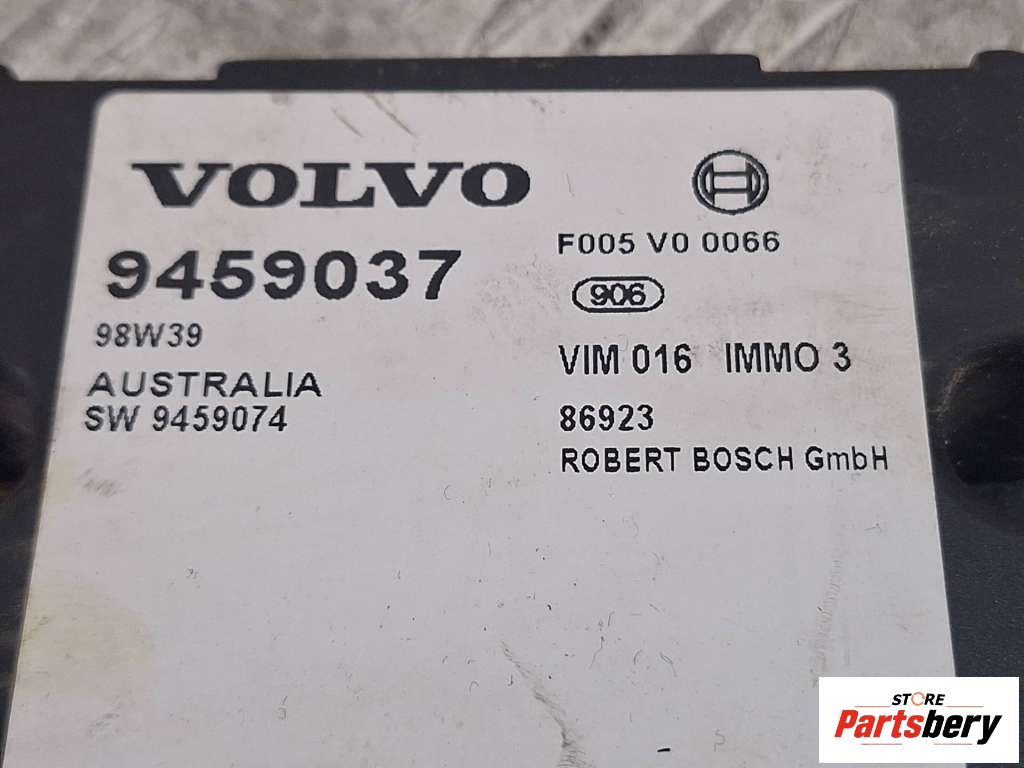 VOLVO
9459037
98W39
AUSTRALIA
SW 9459074
F005 V0 0066
906
VIM 016 IMMO 3
86923
ROBERT BOSCH GmbH
STORE
Partsbery